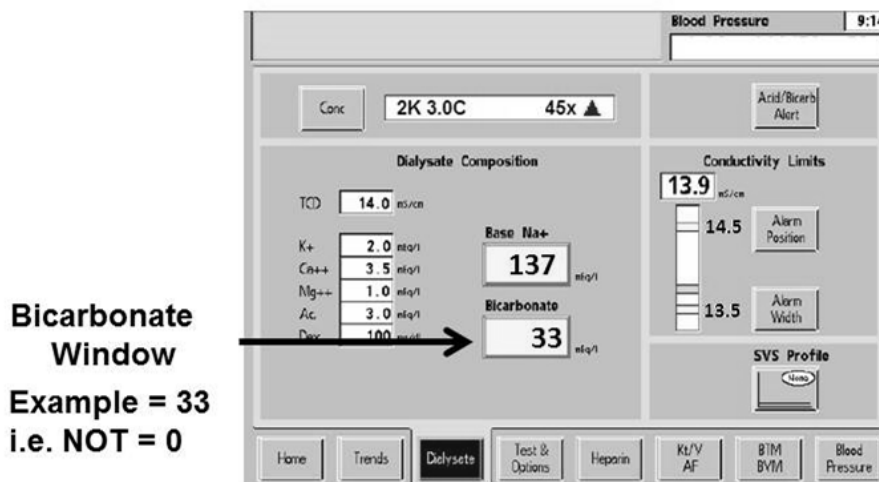 Blood Pressure 9:14
Conc 2K 3.0C 45x
Acid/Bicarb
Alert
Dialysate Composition
TCD 14.0 mS/cm
K+ 2.0 mEq/l
Ca++ 3.5 mEq/l
Mg++ 1.0 mEq/l
Ac. 3.0 mEq/l
Dex 100
Base Na+
137 mEq/l
Bicarbonate
33 mEq/l
Conductivity Limits
13.9 mS/cm
14.5
Alarm
Position
13.5
Alarm
Width
SVS Profile
None
Bicarbonate
Window
Example = 33
i.e. NOT = 0
Home
Trends
Dialysate
Test &
Options
Heparin
Kt/V
AF
BTM
BVM
Blood
Pressure